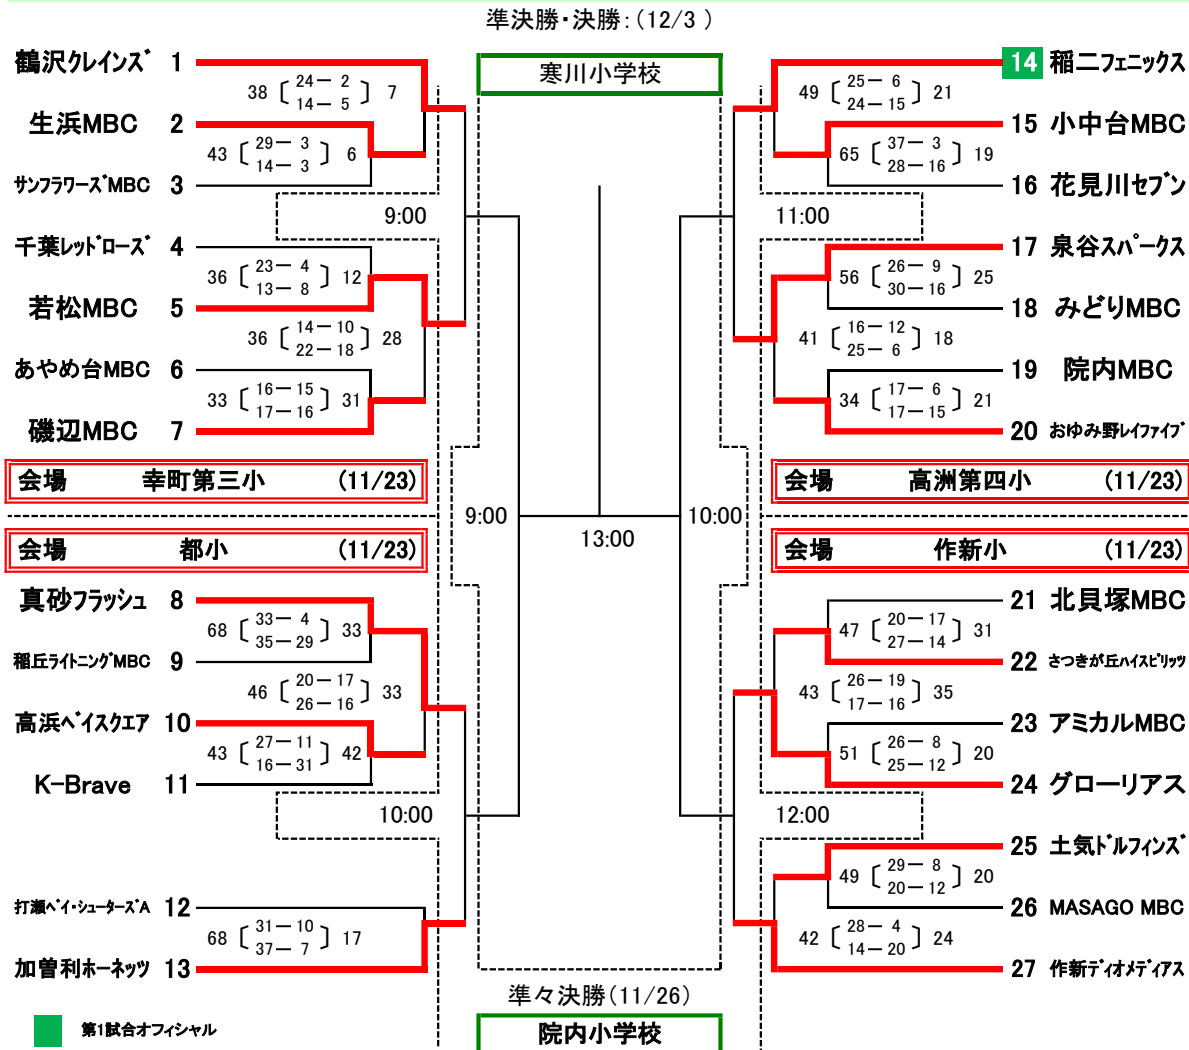 準決勝・決勝：(12/3 )
寒川小学校
鶴沢クレインズ 1
38 24－ 2 7
14－ 5
生浜MBC 2
43 29－ 3 6
14－ 3
サンフラワーズMBC 3
9:00
千葉レッドローズ 4
36 23－ 4 12
13－ 8
若松MBC 5
36 14－10 28
22－18
あやめ台MBC 6
33 16－15 31
17－16
磯辺MBC 7
会場 幸町第三小 (11/23)
14 稲二フェニックス
49 25－ 6 21
24－15
15 小中台MBC
65 37－ 3 19
28－16
16 花見川セブン
11:00
17 泉谷スパークス
56 26－ 9 25
30－16
18 みどりMBC
41 16－12 18
25－ 6
19 院内MBC
34 17－ 6 21
17－15
20 おゆみ野レイファイブ
会場 高洲第四小 (11/23)
9:00
13:00
10:00
会場 都小 (11/23)
真砂フラッシュ 8
68 33－ 4 33
35－29
稲丘ライトニングMBC 9
46 20－17 33
26－16
高浜ベイスクエア 10
43 27－11 42
16－31
K-Brave 11
10:00
打瀬ベイ・シューターズA 12
68 31－10 17
37－ 7
加曽利ホーネッツ 13
会場 作新小 (11/23)
21 北貝塚MBC
47 20－17 31
27－14
22 さつきが丘ハイスピリッツ
43 26－19 35
17－16
23 アミカルMBC
51 26－ 8 20
25－12
24 グローリアス
12:00
25 土気ドルフィンズ
49 29－ 8 20
20－12
26 MASAGO MBC
42 28－ 4 24
14－20
27 作新ディオメディアス
準々決勝(11/26)
院内小学校
第1試合オフィシャル